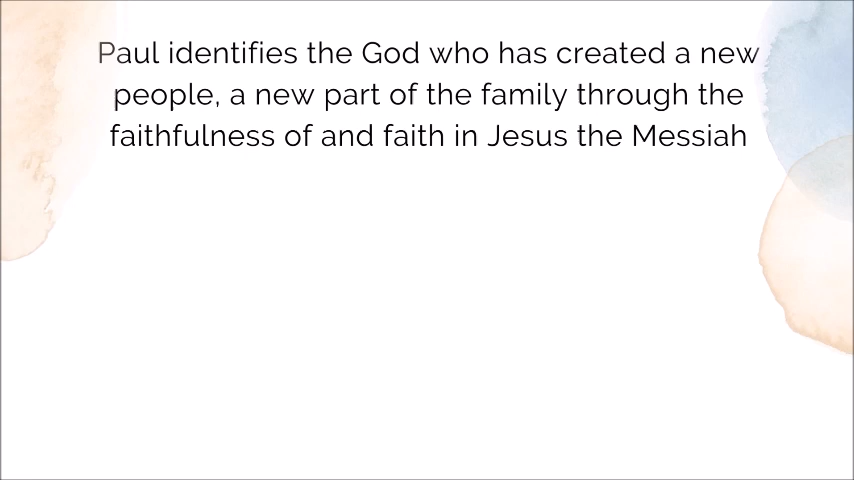 Paul identifies the God who has created a new
people, a new part of the family through the
faithfulness of and faith in Jesus the Messiah